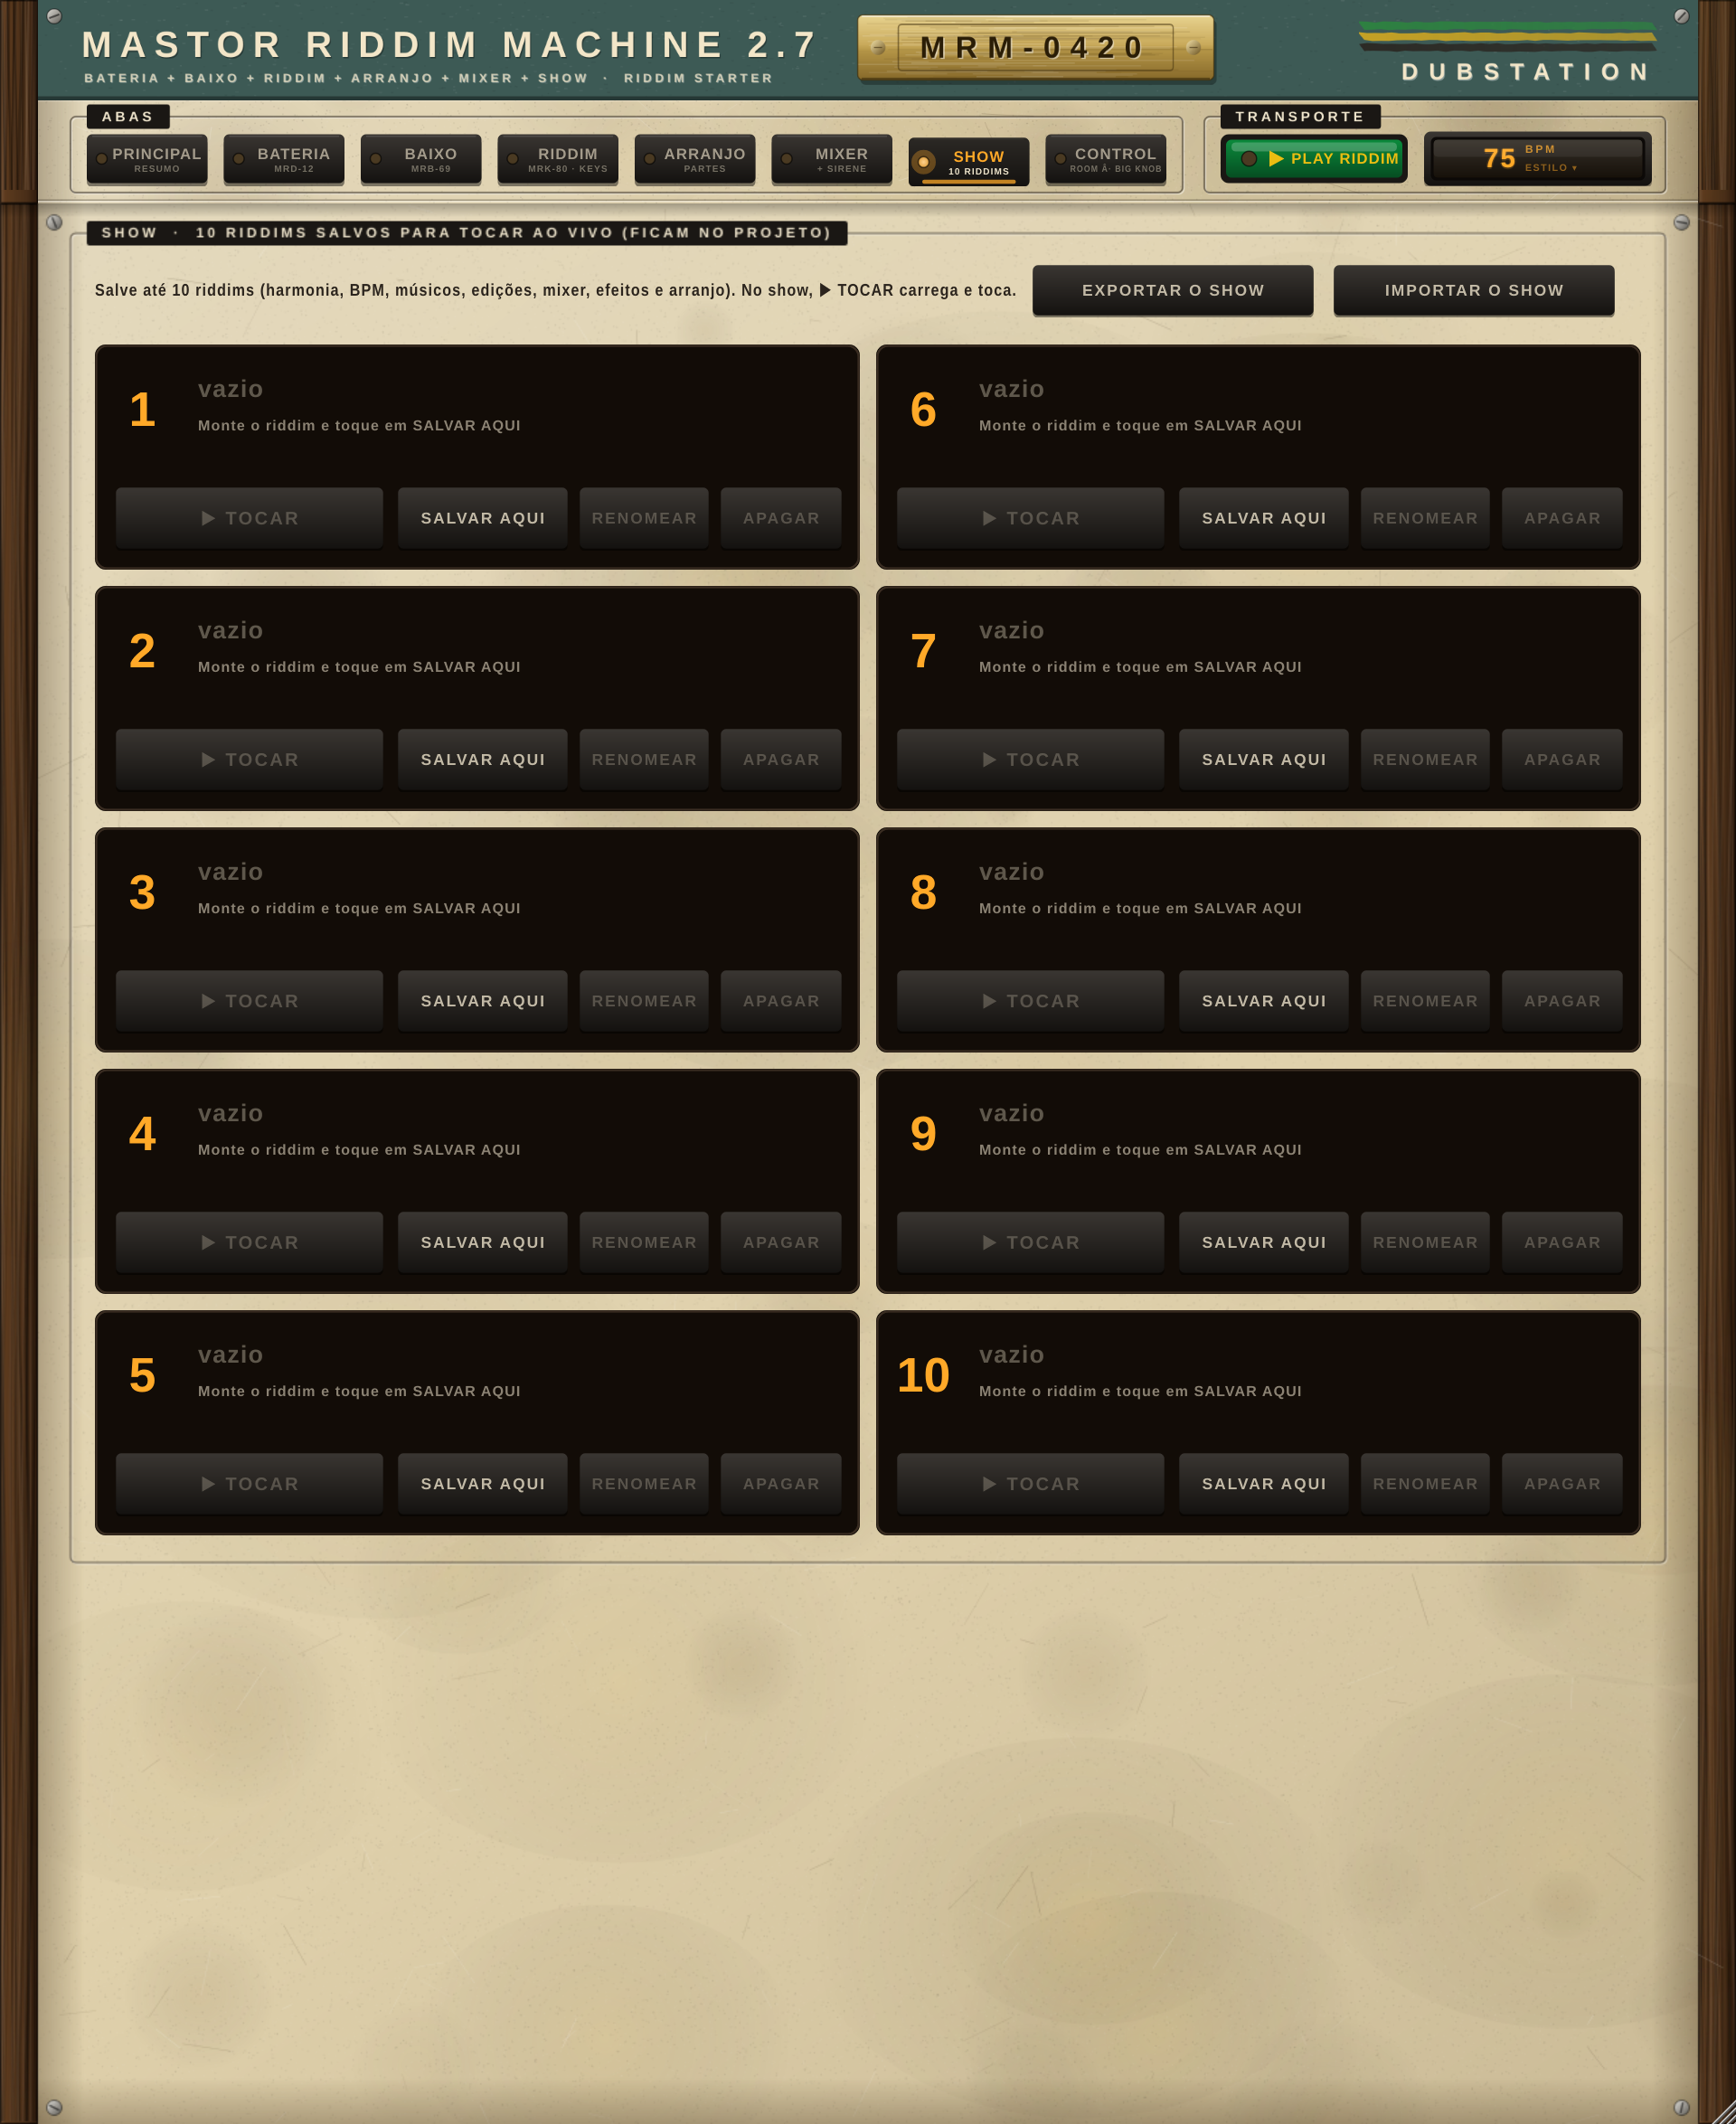 MASTOR RIDDIM MACHINE 2.7
BATERIA + BAIXO + RIDDIM + ARRANJO + MIXER + SHOW · RIDDIM STARTER
MRM-0420
DUBSTATION
ABAS
PRINCIPAL
RESUMO
BATERIA
MRD-12
BAIXO
MRB-69
RIDDIM
MRK-80 · KEYS
ARRANJO
PARTES
MIXER
+ SIRENE
SHOW
10 RIDDIMS
CONTROL
ROOM Â· BIG KNOB
TRANSPORTE
▶ PLAY RIDDIM
75 BPM
ESTILO ▾
SHOW · 10 RIDDIMS SALVOS PARA TOCAR AO VIVO (FICAM NO PROJETO)
Salve até 10 riddims (harmonia, BPM, músicos, edições, mixer, efeitos e arranjo). No show, ▶ TOCAR carrega e toca.
EXPORTAR O SHOW
IMPORTAR O SHOW
1 vazio
Monte o riddim e toque em SALVAR AQUI
▶ TOCAR SALVAR AQUI RENOMEAR APAGAR
6 vazio
Monte o riddim e toque em SALVAR AQUI
▶ TOCAR SALVAR AQUI RENOMEAR APAGAR
2 vazio
Monte o riddim e toque em SALVAR AQUI
▶ TOCAR SALVAR AQUI RENOMEAR APAGAR
7 vazio
Monte o riddim e toque em SALVAR AQUI
▶ TOCAR SALVAR AQUI RENOMEAR APAGAR
3 vazio
Monte o riddim e toque em SALVAR AQUI
▶ TOCAR SALVAR AQUI RENOMEAR APAGAR
8 vazio
Monte o riddim e toque em SALVAR AQUI
▶ TOCAR SALVAR AQUI RENOMEAR APAGAR
4 vazio
Monte o riddim e toque em SALVAR AQUI
▶ TOCAR SALVAR AQUI RENOMEAR APAGAR
9 vazio
Monte o riddim e toque em SALVAR AQUI
▶ TOCAR SALVAR AQUI RENOMEAR APAGAR
5 vazio
Monte o riddim e toque em SALVAR AQUI
▶ TOCAR SALVAR AQUI RENOMEAR APAGAR
10 vazio
Monte o riddim e toque em SALVAR AQUI
▶ TOCAR SALVAR AQUI RENOMEAR APAGAR